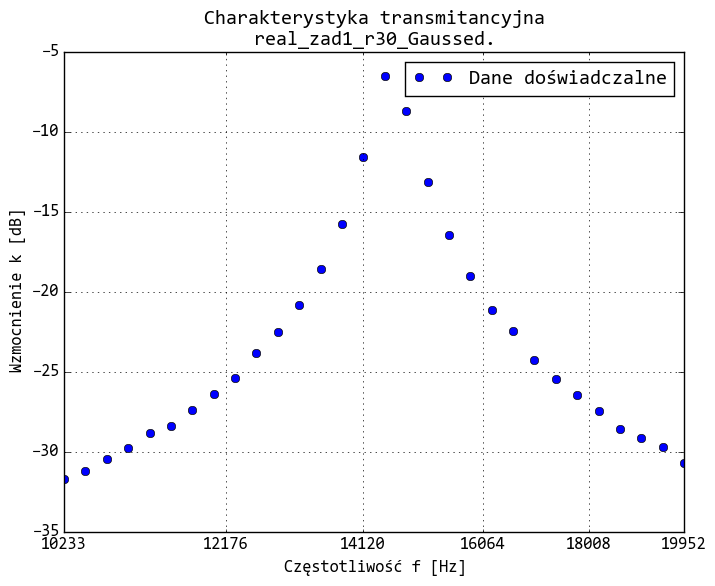 Charakterystyka transmitancyjna
real_zad1_r30_Gaussed.
Dane doświadczalne
Wzmocnienie k [dB]
−5
−10
−15
−20
−25
−30
−35
10233 12176 14120 16064 18008 19952
Częstotliwość f [Hz]